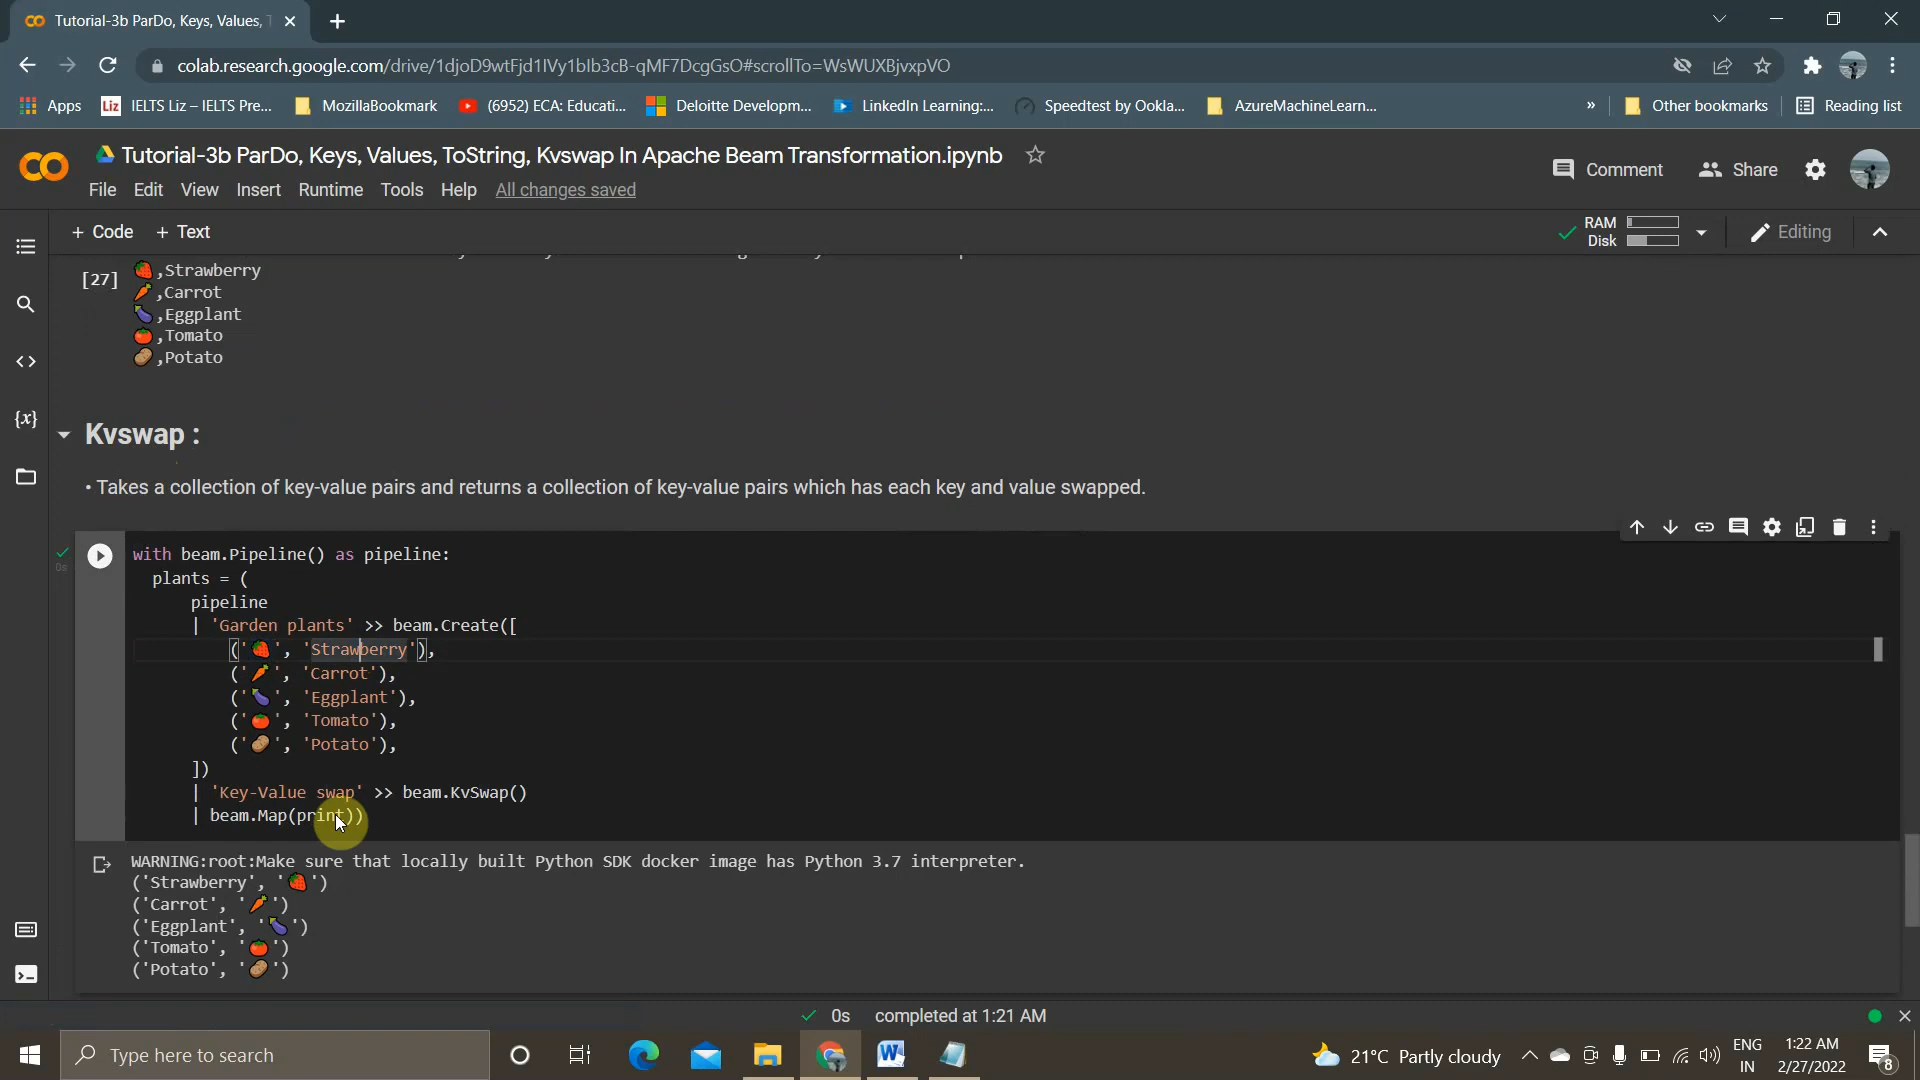 Tutorial-3b ParDo, Keys, Values, T
colab.research.google.com/drive/1djoD9wtFjd1IVy1bIb3cB-qMF7DcgGsO#scrollTo=WsWUXBjvxpVO
Apps
Liz
IELTS Liz – IELTS Pre...
MozillaBookmark
(6952) ECA: Educati...
Deloitte Developm...
LinkedIn Learning:...
Speedtest by Ookla...
AzureMachineLearn...
»
Other bookmarks
Reading list
Tutorial-3b ParDo, Keys, Values, ToString, Kvswap In Apache Beam Transformation.ipynb
Comment
Share
File Edit View Insert Runtime Tools Help All changes saved
+ Code + Text
RAM
Disk
Editing
[27]
🍓,Strawberry
🥕,Carrot
🍆,Eggplant
🍅,Tomato
🥔,Potato
Kvswap :
• Takes a collection of key-value pairs and returns a collection of key-value pairs which has each key and value swapped.
0s
with beam.Pipeline() as pipeline:
plants = (
pipeline
| 'Garden plants' >> beam.Create([
('🍓', 'Strawberry'),
('🥕', 'Carrot'),
('🍆', 'Eggplant'),
('🍅', 'Tomato'),
('🥔', 'Potato'),
])
| 'Key-Value swap' >> beam.KvSwap()
| beam.Map(print))
WARNING:root:Make sure that locally built Python SDK docker image has Python 3.7 interpreter.
('Strawberry', '🍓')
('Carrot', '🥕')
('Eggplant', '🍆')
('Tomato', '🍅')
('Potato', '🥔')
0s completed at 1:21 AM
Type here to search
21°C Partly cloudy
ENG
IN
1:22 AM
2/27/2022
8